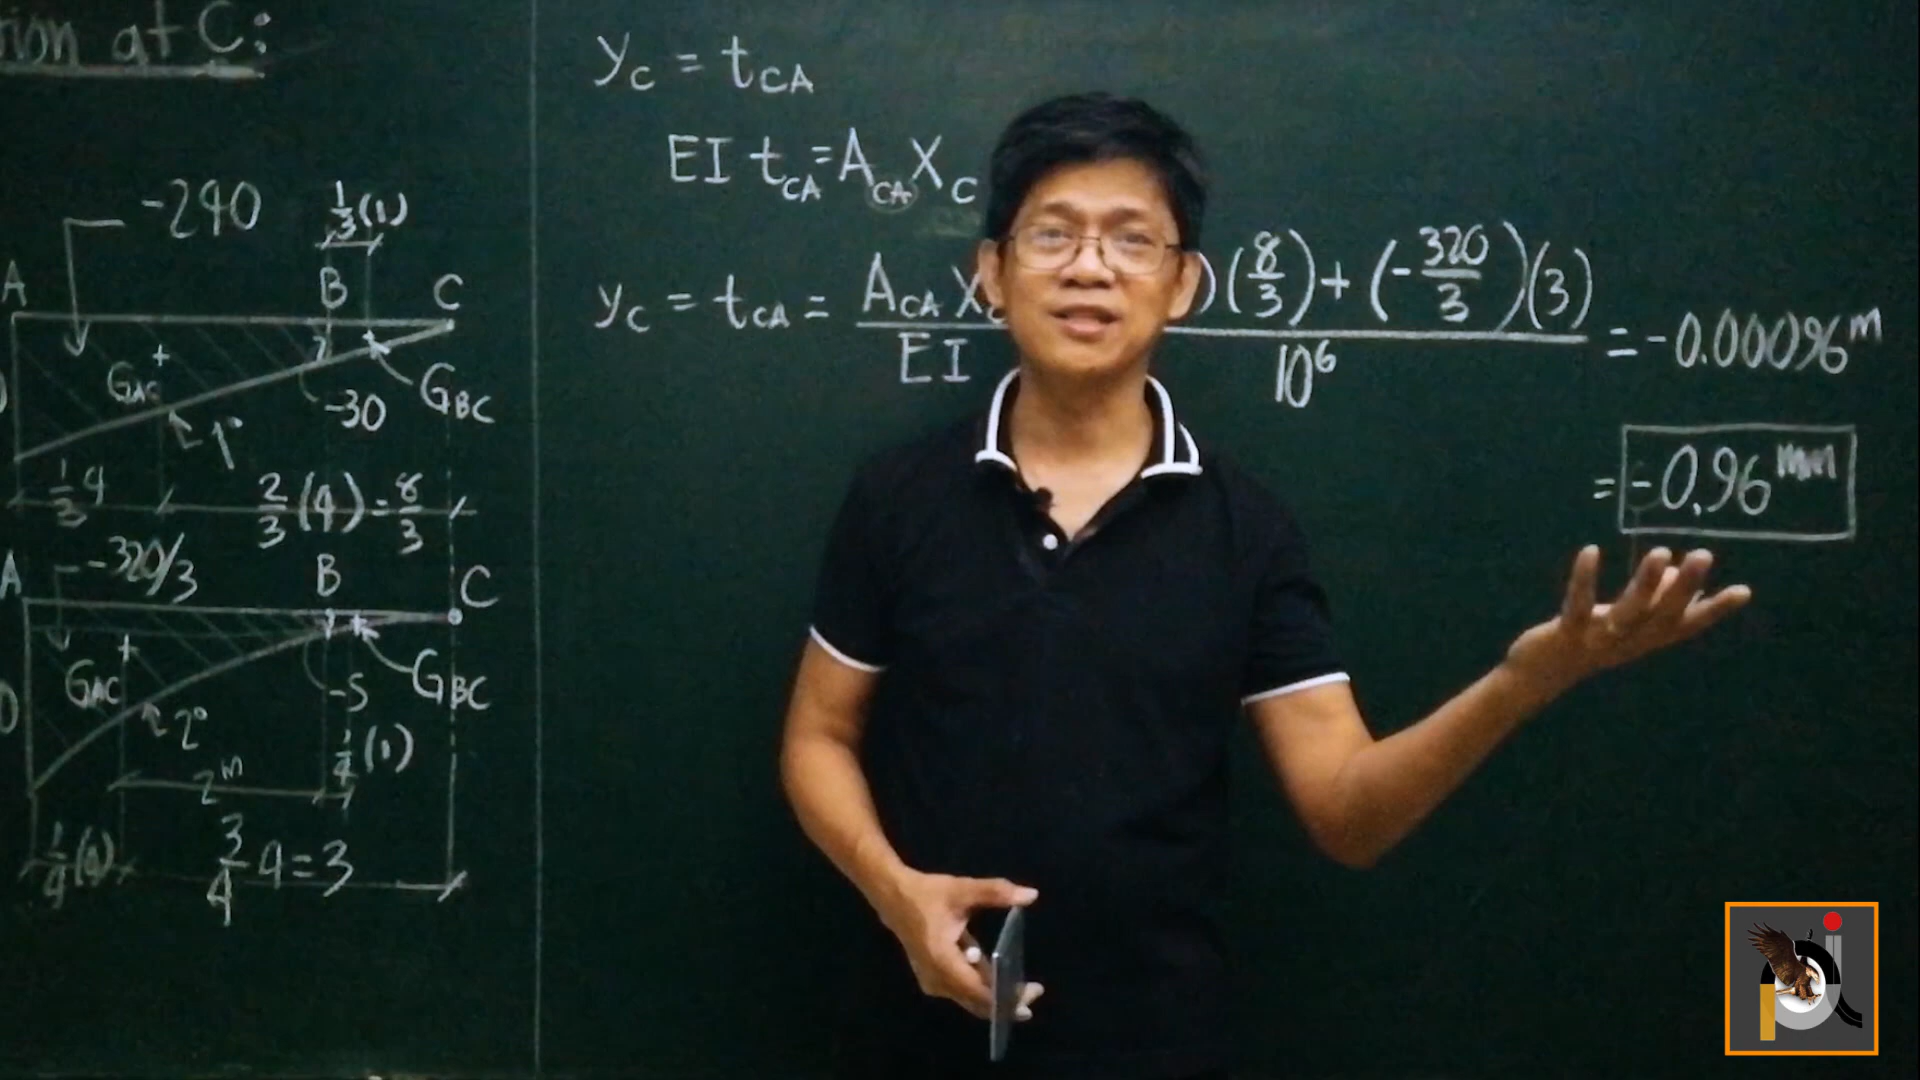 at C:
-240
1/3(1)
A
B
C
G_AC
-30
G_BC
1°
1/3 4
2/3(4)=8/3
-320/3
A
B
C
G_AC
-5
G_BC
2°
1/4(1)
2m
1/4(4)
3/4 4=3
y_C = t_CA
EI t_CA = A_CA X_C
y_C = t_CA = A_CA X / EI
)(8/3)+(-320/3)(3) / 10^6 = -0.00096 m
= -0.96 mm